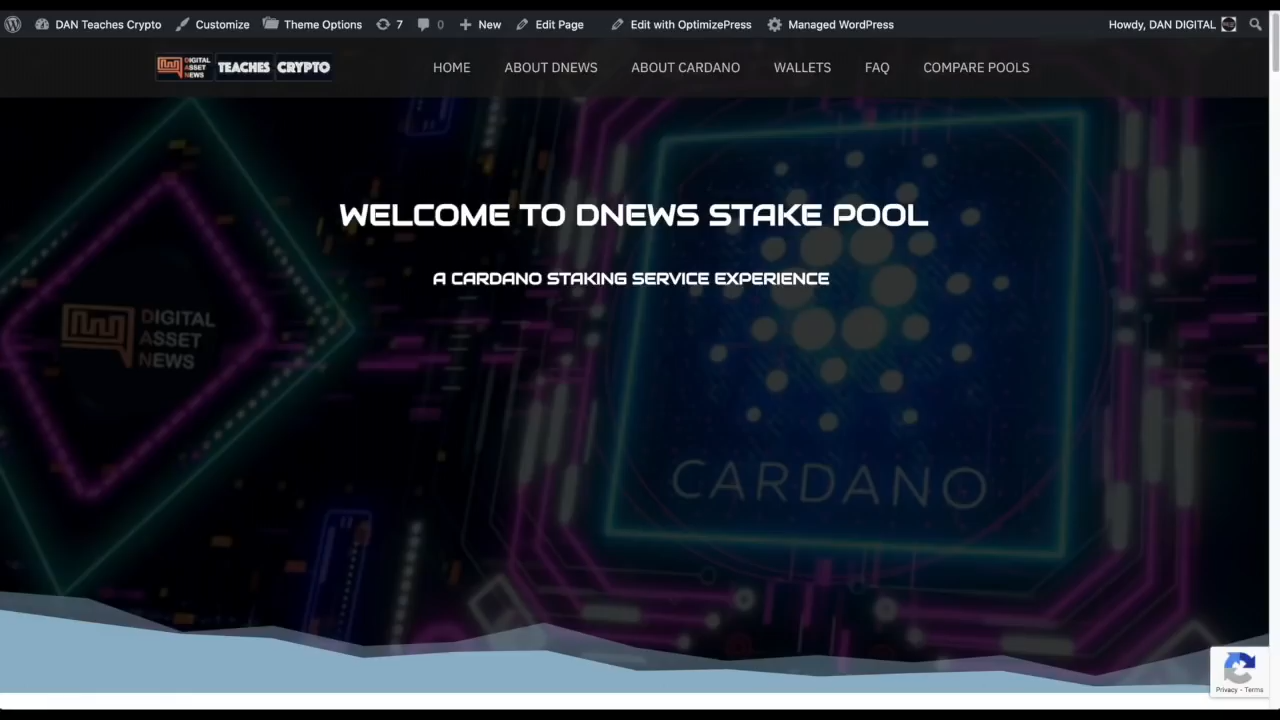 DAN Teaches Crypto Customize Theme Options 7 0 New Edit Page Edit with OptimizePress Managed WordPress Howdy, DAN DIGITAL
DIGITAL
ASSET
NEWS
TEACHES CRYPTO
HOME ABOUT DNEWS ABOUT CARDANO WALLETS FAQ COMPARE POOLS
WELCOME TO DNEWS STAKE POOL
A CARDANO STAKING SERVICE EXPERIENCE
DIGITAL
ASSET
NEWS
CARDANO
Privacy - Terms